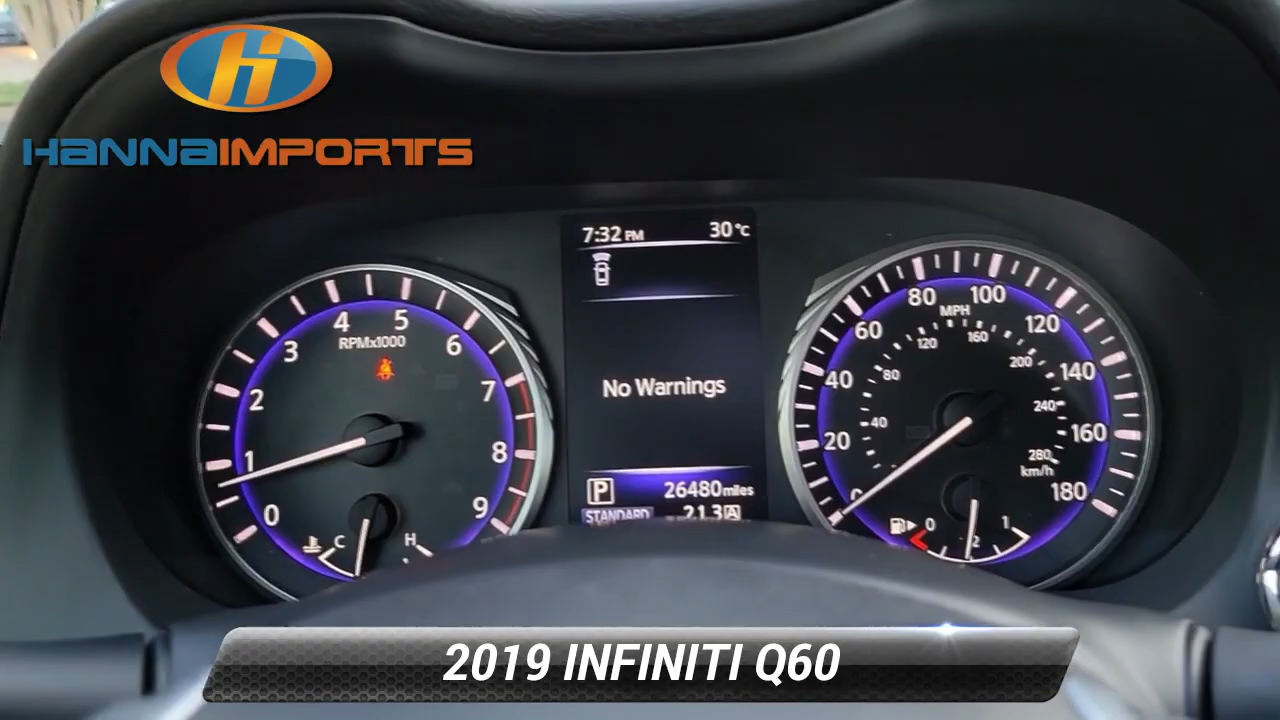 HANNAIMPORTS
7:32 PM 30°C
No Warnings
P 26480 miles
STANDARD 21.3 A
4 5
RPMx1000
3 6
2 7
1 8
0 9
C H
80 100
MPH
60 120
120 160 200
40 80 140
240
20 40 160
280
km/h
0 180
0 1
2
2019 INFINITI Q60